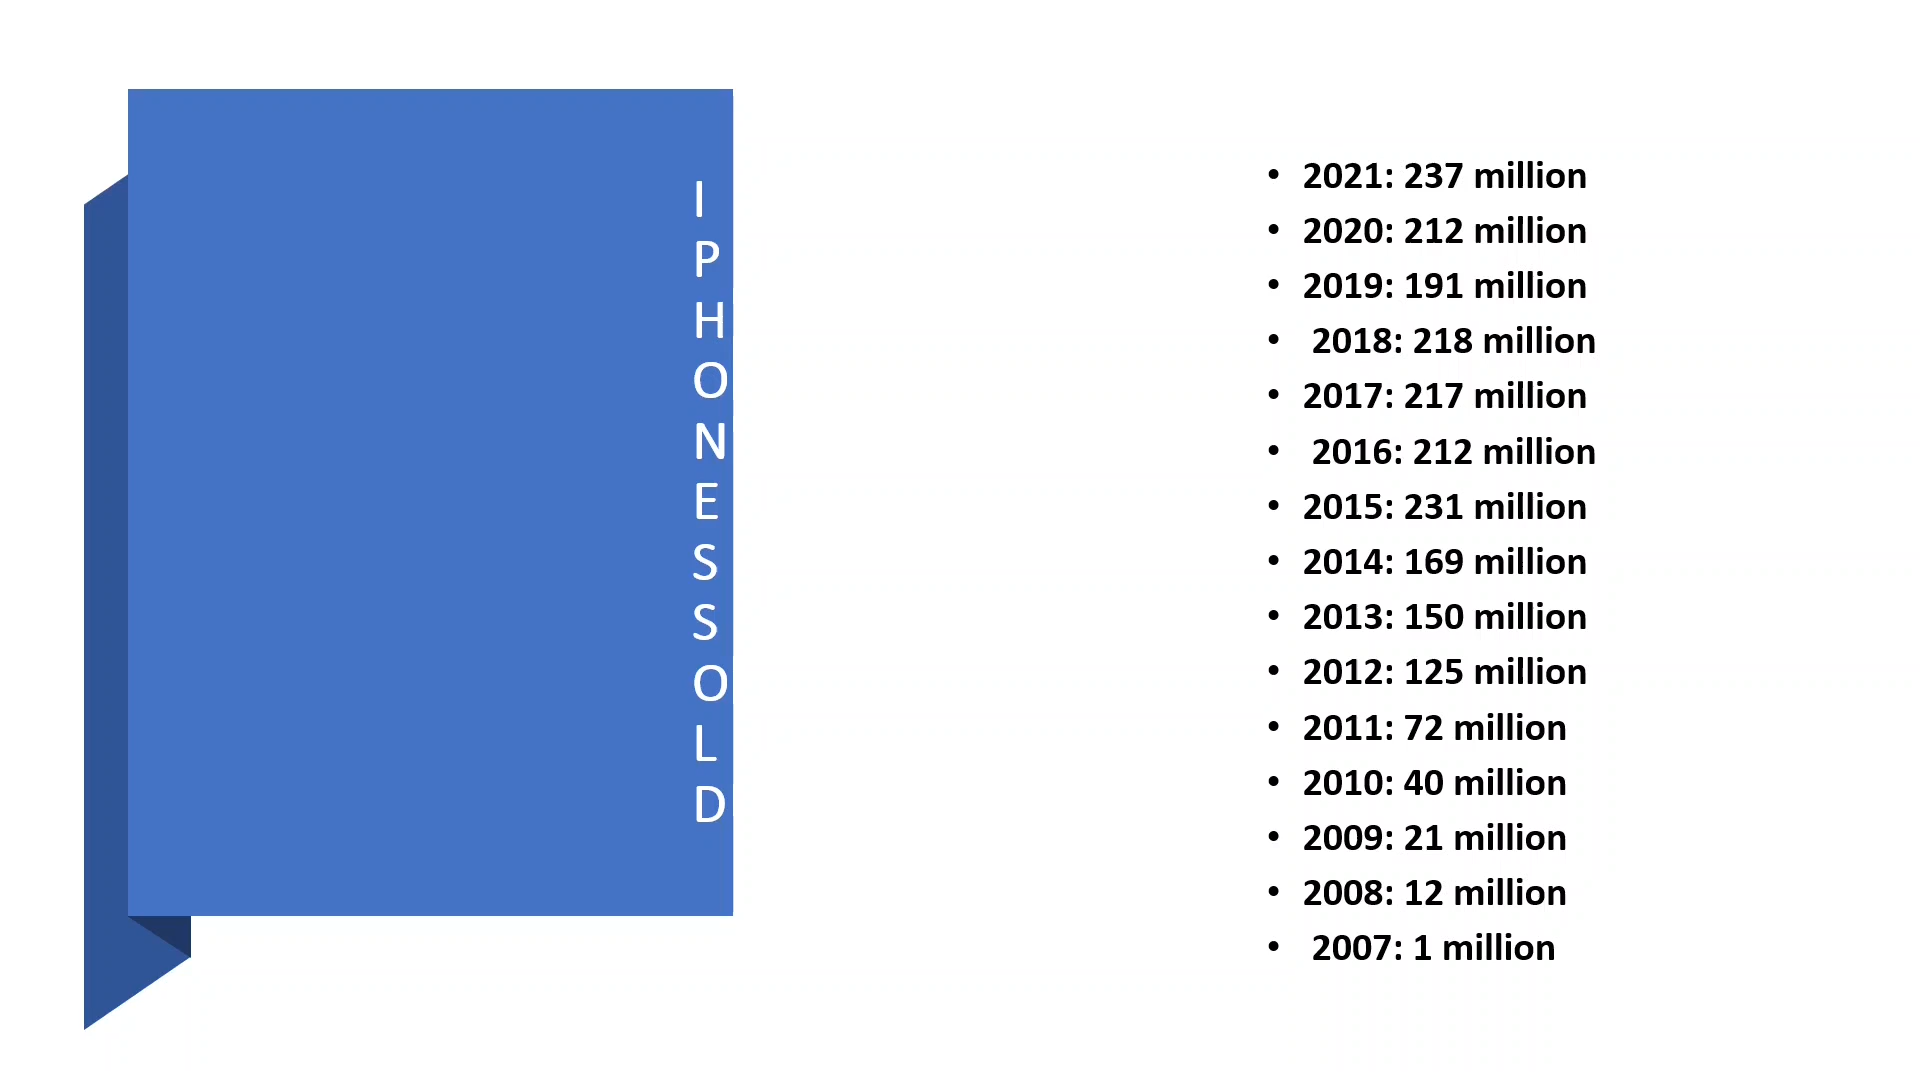 I
P
H
O
N
E
S
S
O
L
D
• 2021: 237 million
• 2020: 212 million
• 2019: 191 million
• 2018: 218 million
• 2017: 217 million
• 2016: 212 million
• 2015: 231 million
• 2014: 169 million
• 2013: 150 million
• 2012: 125 million
• 2011: 72 million
• 2010: 40 million
• 2009: 21 million
• 2008: 12 million
• 2007: 1 million